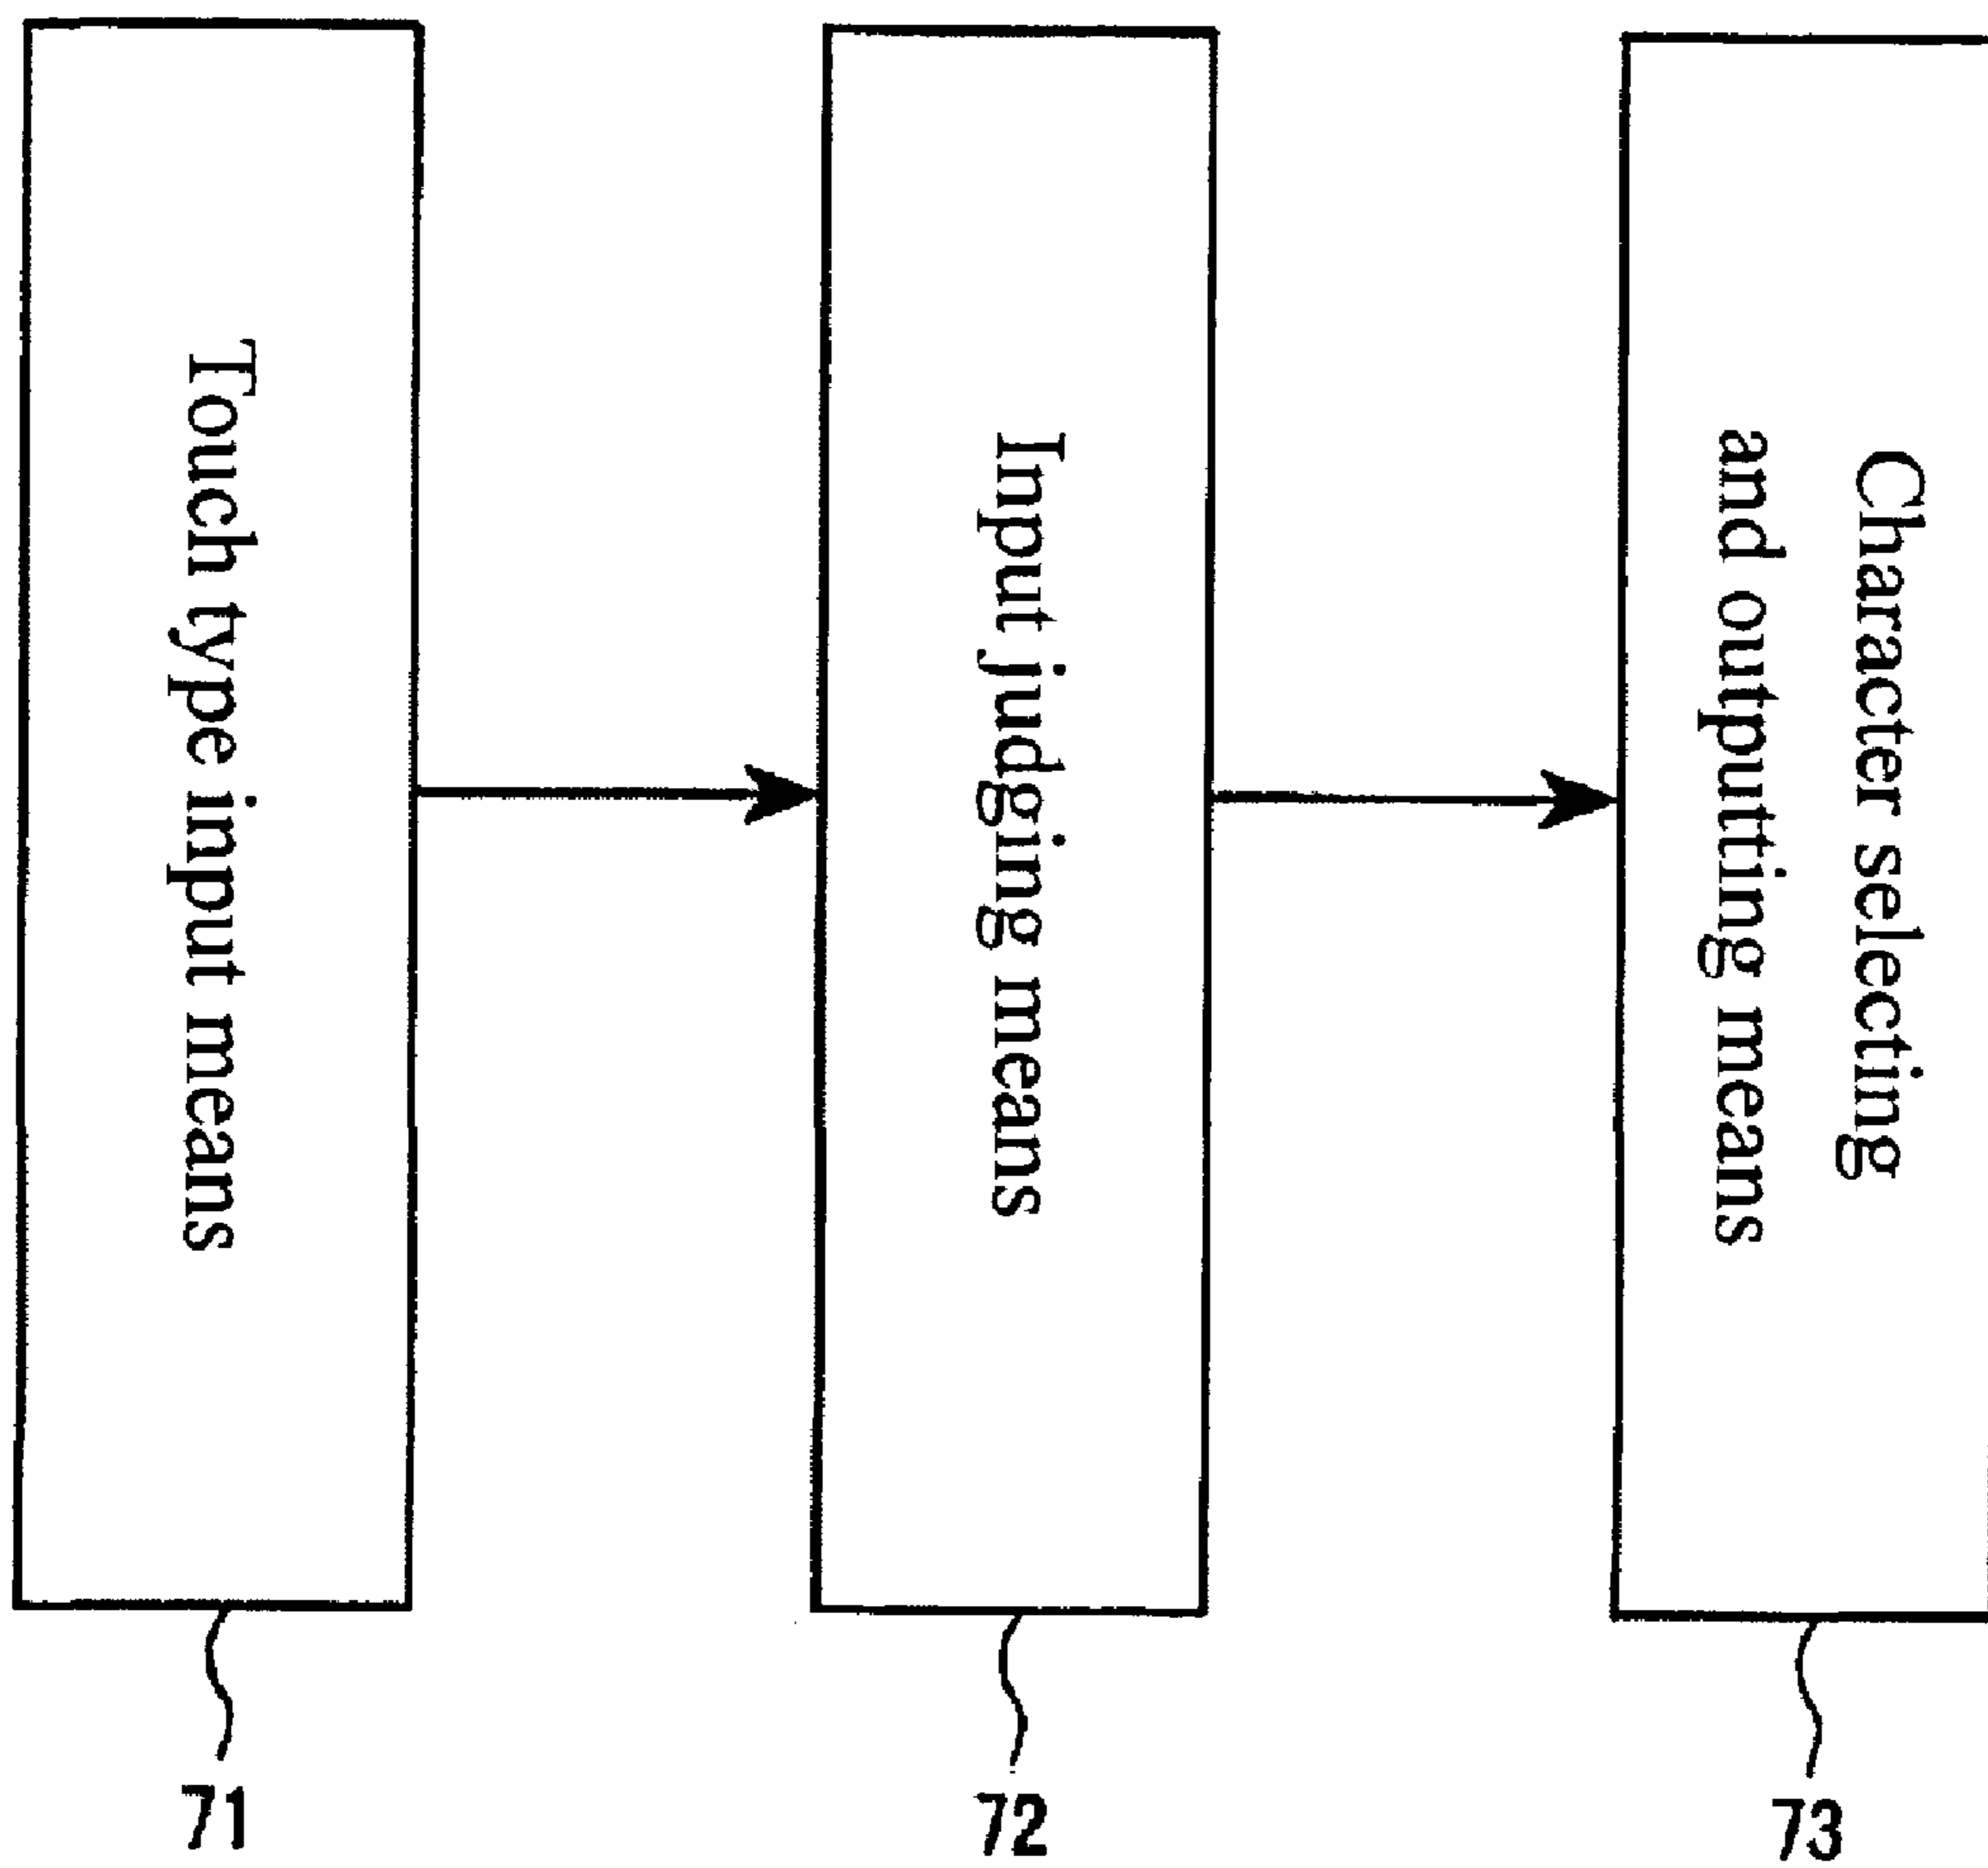 Touch type input means
71
Input judging means
72
Character selecting
and outputting means
73